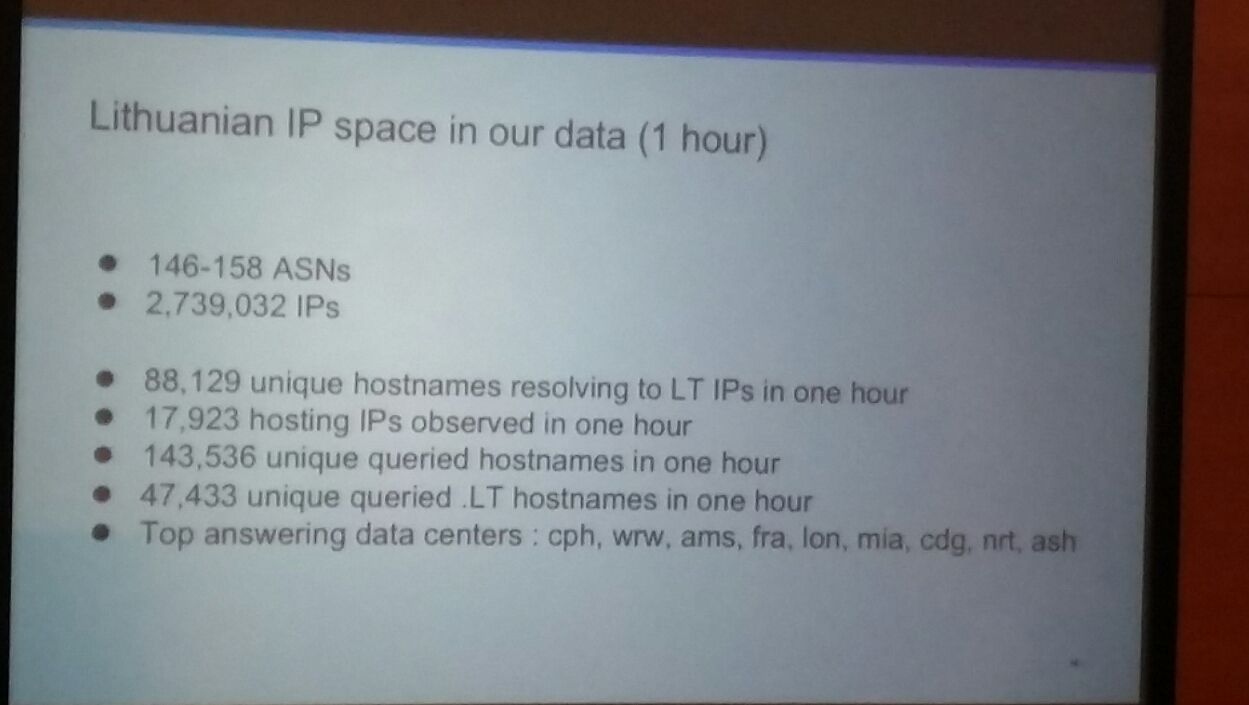 Lithuanian IP space in our data (1 hour)
● 146-158 ASNs
● 2,739,032 IPs
● 88,129 unique hostnames resolving to LT IPs in one hour
● 17,923 hosting IPs observed in one hour
● 143,536 unique queried hostnames in one hour
● 47,433 unique queried .LT hostnames in one hour
● Top answering data centers : cph, wrw, ams, fra, lon, mia, cdg, nrt, ash